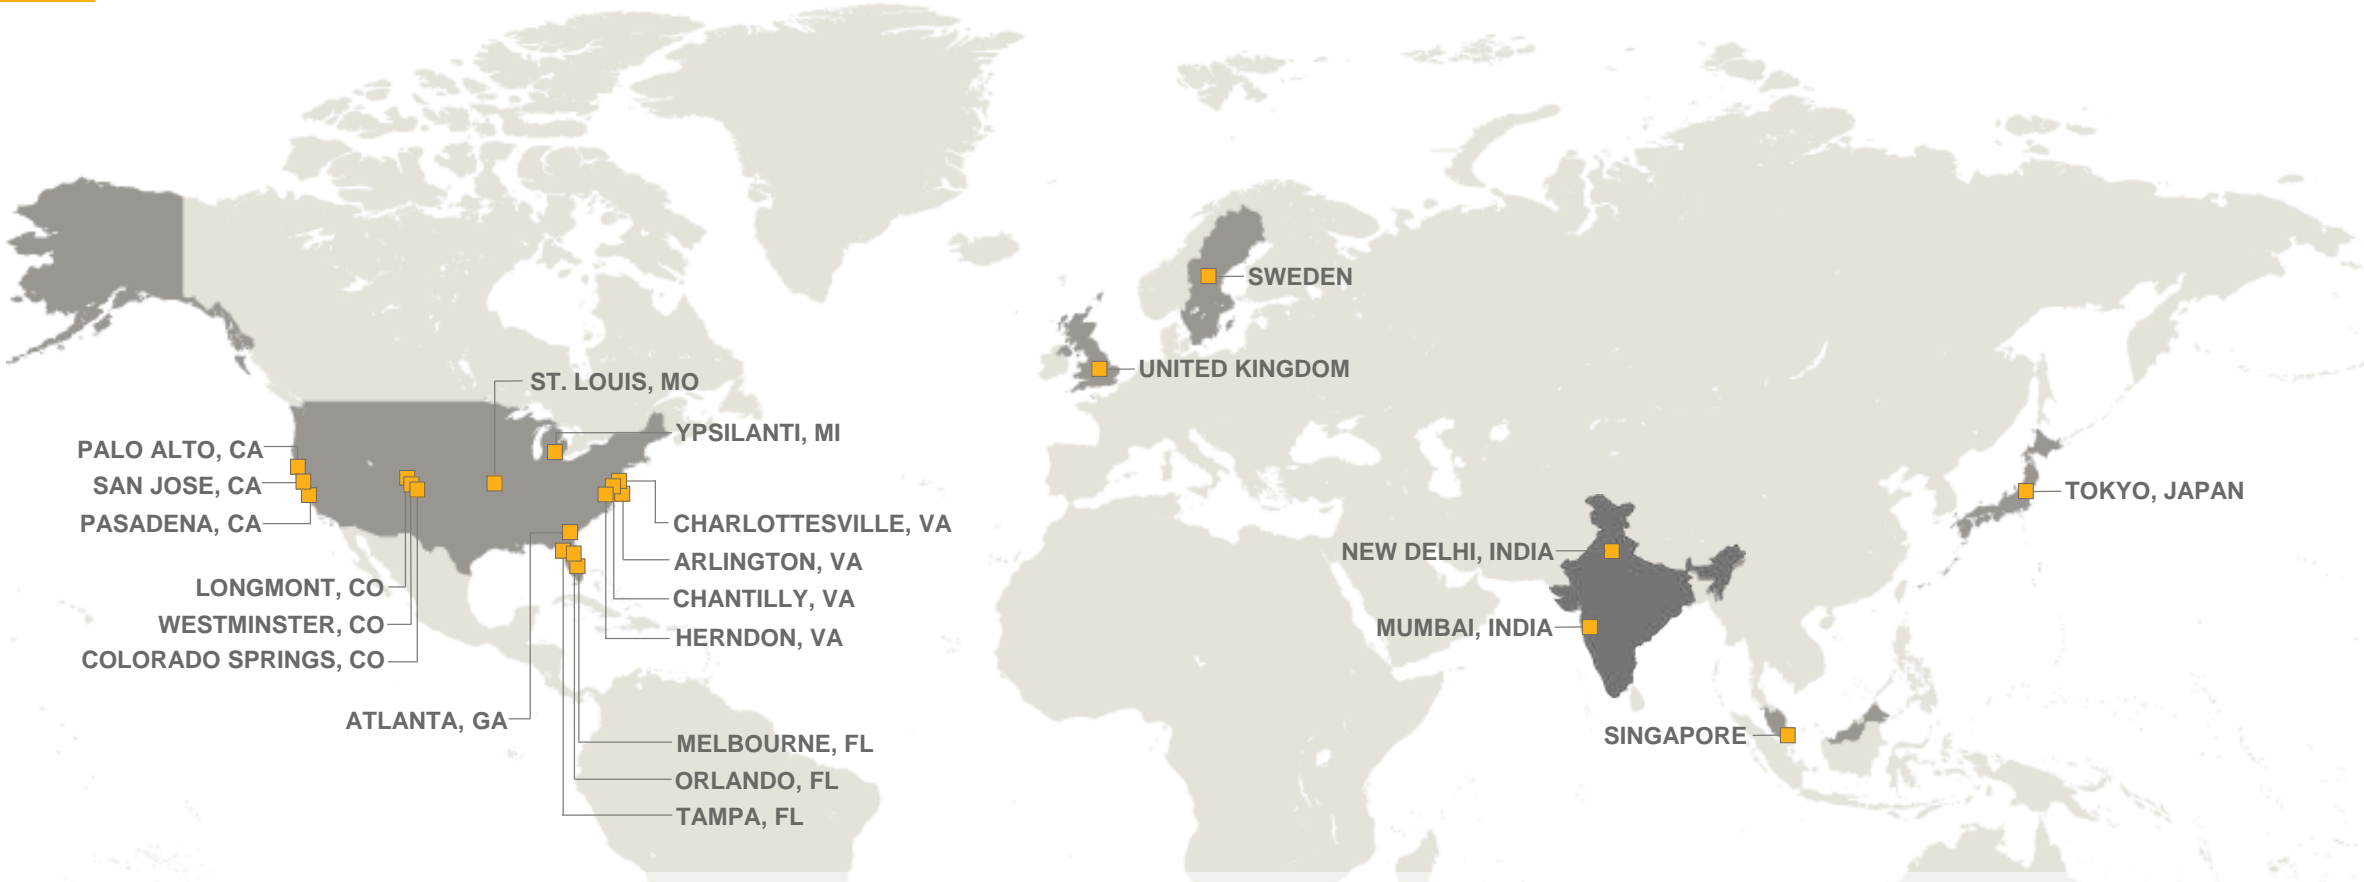 SWEDEN
UNITED KINGDOM
ST. LOUIS, MO
YPSILANTI, MI
PALO ALTO, CA
SAN JOSE, CA
PASADENA, CA
TOKYO, JAPAN
CHARLOTTESVILLE, VA
ARLINGTON, VA
CHANTILLY, VA
HERNDON, VA
NEW DELHI, INDIA
MUMBAI, INDIA
LONGMONT, CO
WESTMINSTER, CO
COLORADO SPRINGS, CO
ATLANTA, GA
SINGAPORE
MELBOURNE, FL
ORLANDO, FL
TAMPA, FL